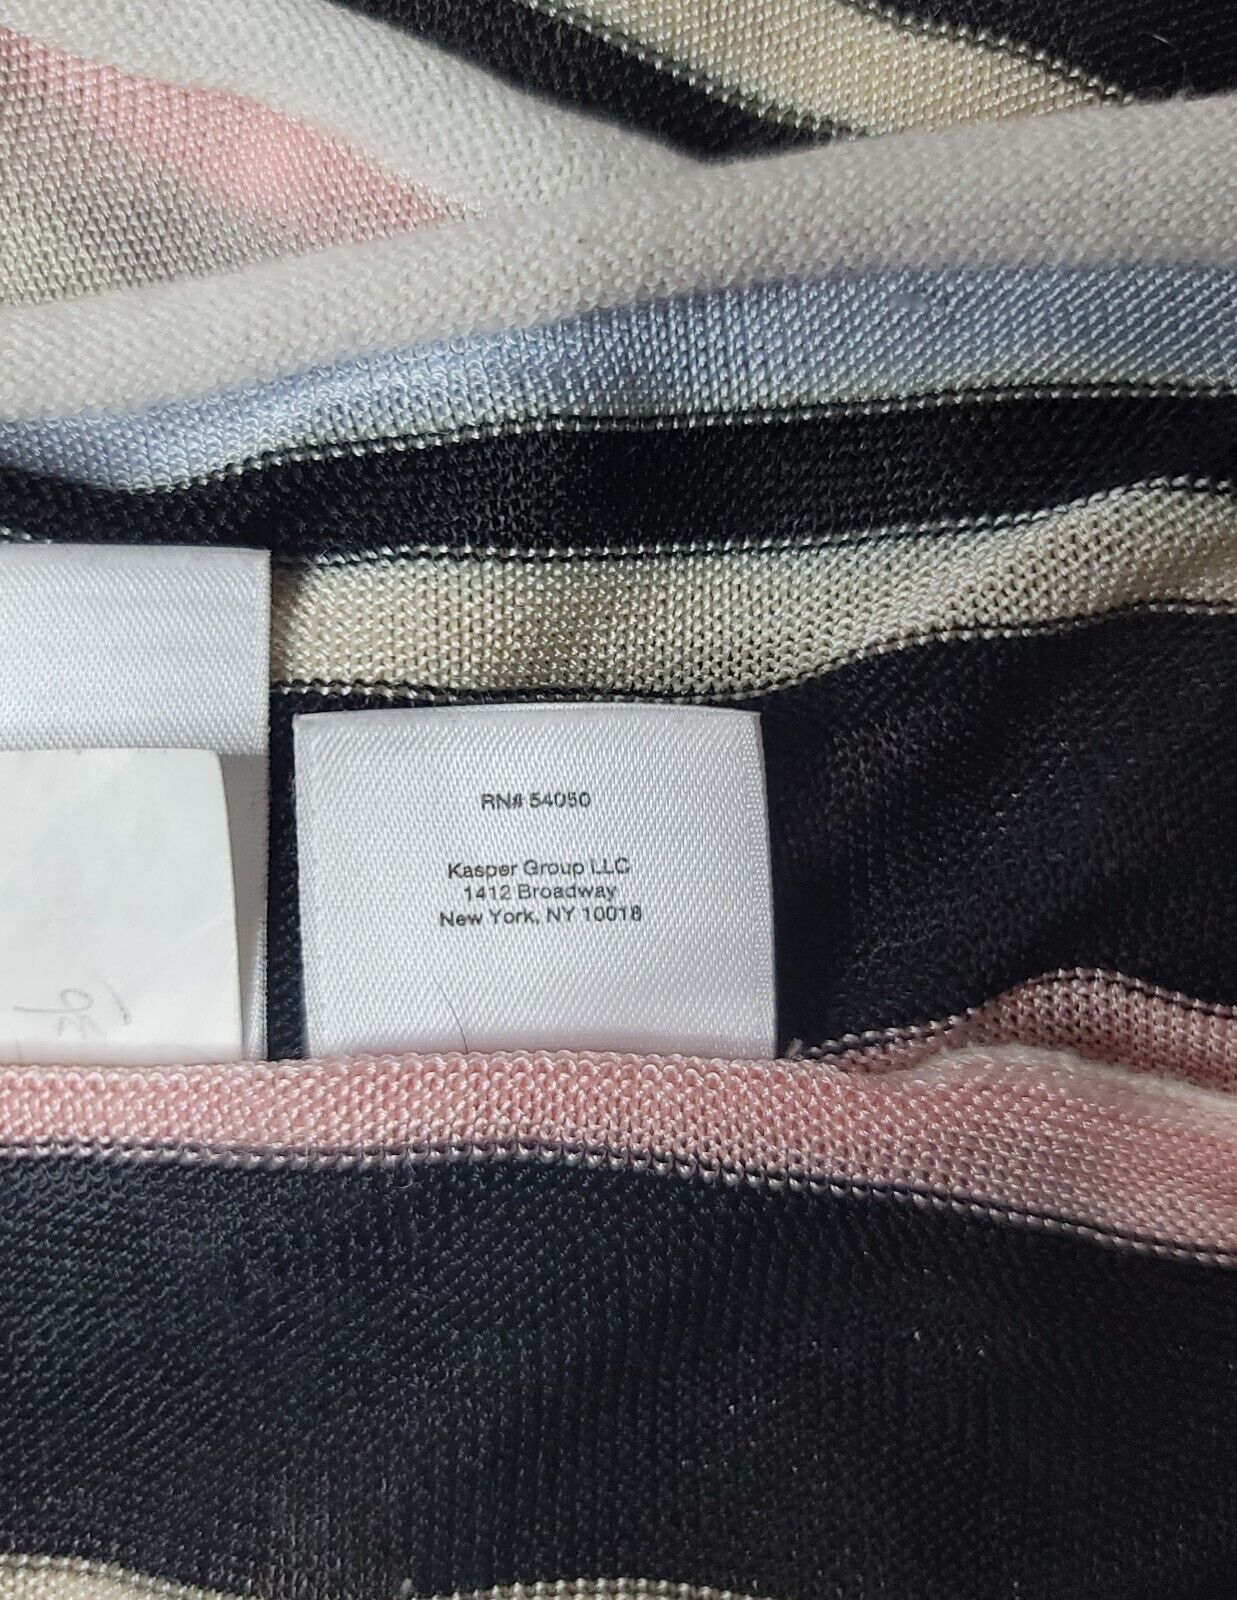 RN# 54050
Kasper Group LLC
1412 Broadway
New York, NY 10018